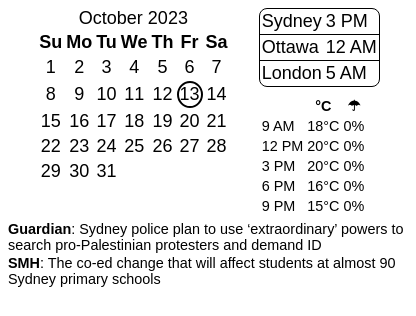 October 2023
Su Mo Tu We Th Fr Sa
1 2 3 4 5 6 7
8 9 10 11 12 13 14
15 16 17 18 19 20 21
22 23 24 25 26 27 28
29 30 31
Sydney 3 PM
Ottawa 12 AM
London 5 AM
°C ☂
9 AM 18°C 0%
12 PM 20°C 0%
3 PM 20°C 0%
6 PM 16°C 0%
9 PM 15°C 0%
Guardian: Sydney police plan to use ‘extraordinary’ powers to
search pro-Palestinian protesters and demand ID
SMH: The co-ed change that will affect students at almost 90
Sydney primary schools